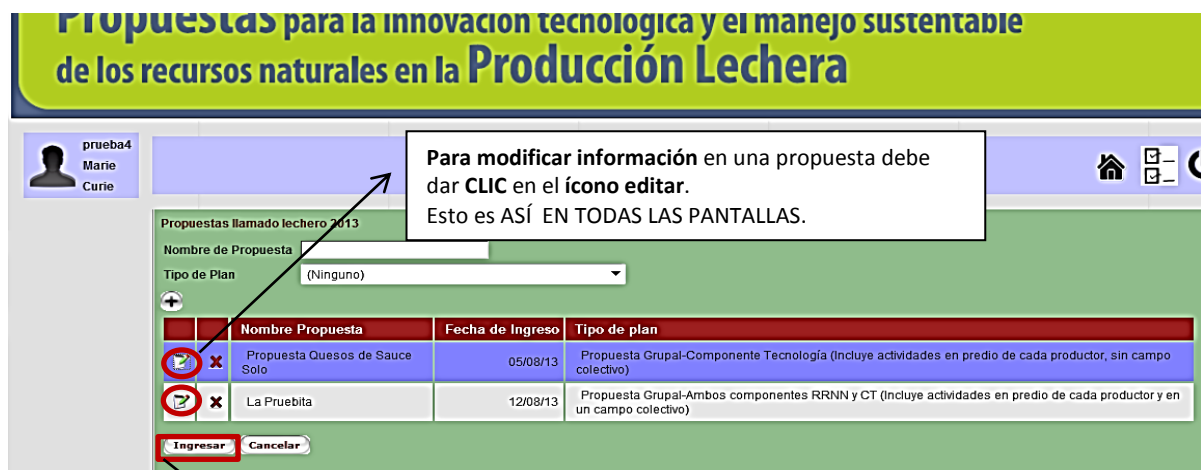 Propuestas para la innovación tecnológica y el manejo sustentable
de los recursos naturales en la Producción Lechera
prueba4
Marie
Curie
Para modificar información en una propuesta debe
dar CLIC en el ícono editar.
Esto es ASÍ EN TODAS LAS PANTALLAS.
Propuestas llamado lechero 2013
Nombre de Propuesta
Tipo de Plan (Ninguno)
Nombre Propuesta Fecha de Ingreso Tipo de plan
Propuesta Quesos de Sauce
Solo 05/08/13 Propuesta Grupal-Componente Tecnología (Incluye actividades en predio de cada productor, sin campo
colectivo)
La Pruebita 12/08/13 Propuesta Grupal-Ambos componentes RRNN y CT (Incluye actividades en predio de cada productor y en
un campo colectivo)
Ingresar Cancelar